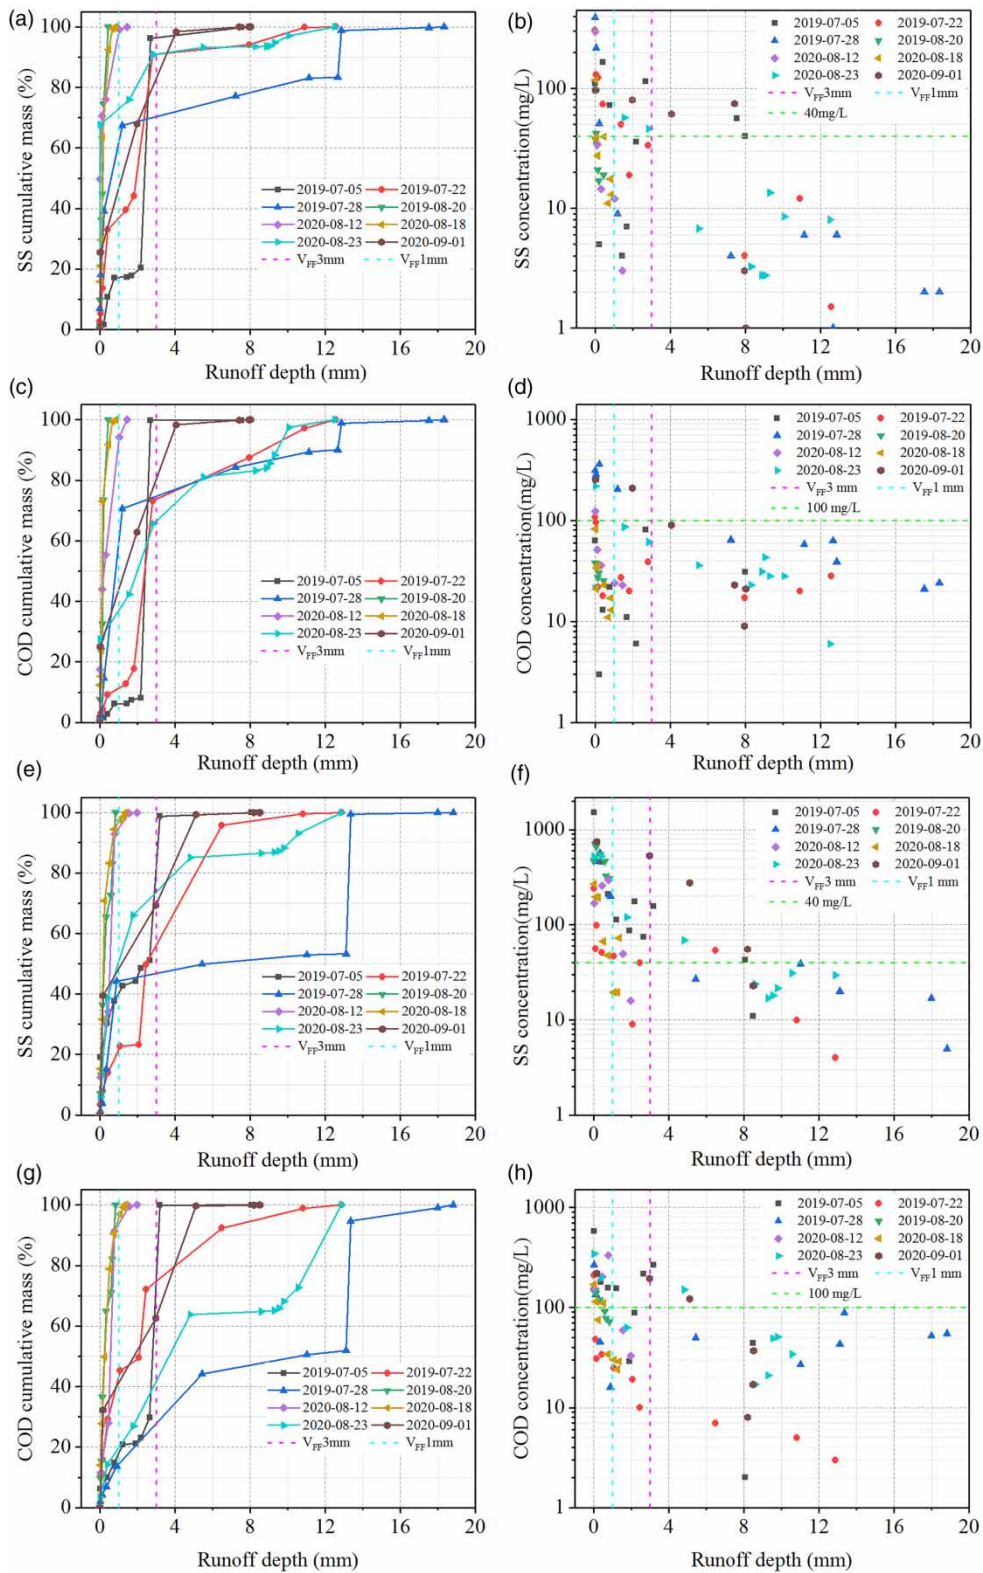 (a)
SS cumulative mass (%)
100
80
60
40
20
0
2019-07-05 2019-07-22
2019-07-28 2019-08-20
2020-08-12 2020-08-18
2020-08-23 2020-09-01
VFF3mm VFF1mm
0 4 8 12 16 20
Runoff depth (mm)
(b)
SS concentration(mg/L)
100
10
1
2019-07-05 2019-07-22
2019-07-28 2019-08-20
2020-08-12 2020-08-18
2020-08-23 2020-09-01
VFF3mm VFF1mm
40mg/L
0 4 8 12 16 20
Runoff depth (mm)
(c)
COD cumulative mass (%)
100
80
60
40
20
0
2019-07-05 2019-07-22
2019-07-28 2019-08-20
2020-08-12 2020-08-18
2020-08-23 2020-09-01
VFF3mm VFF1mm
0 4 8 12 16 20
Runoff depth (mm)
(d)
COD concentration(mg/L)
1000
100
10
1
2019-07-05 2019-07-22
2019-07-28 2019-08-20
2020-08-12 2020-08-18
2020-08-23 2020-09-01
VFF3 mm VFF1 mm
100 mg/L
0 4 8 12 16 20
Runoff depth (mm)
(e)
SS cumulative mass (%)
100
80
60
40
20
0
2019-07-05 2019-07-22
2019-07-28 2019-08-20
2020-08-12 2020-08-18
2020-08-23 2020-09-01
VFF3mm VFF1mm
0 4 8 12 16 20
Runoff depth (mm)
(f)
SS concentration(mg/L)
1000
100
10
1
2019-07-05 2019-07-22
2019-07-28 2019-08-20
2020-08-12 2020-08-18
2020-08-23 2020-09-01
VFF3 mm VFF1 mm
40 mg/L
0 4 8 12 16 20
Runoff depth (mm)
(g)
COD cumulative mass (%)
100
80
60
40
20
0
2019-07-05 2019-07-22
2019-07-28 2019-08-20
2020-08-12 2020-08-18
2020-08-23 2020-09-01
VFF3mm VFF1mm
0 4 8 12 16 20
Runoff depth (mm)
(h)
COD concentration(mg/L)
1000
100
10
1
2019-07-05 2019-07-22
2019-07-28 2019-08-20
2020-08-12 2020-08-18
2020-08-23 2020-09-01
VFF3 mm VFF1 mm
100 mg/L
0 4 8 12 16 20
Runoff depth (mm)